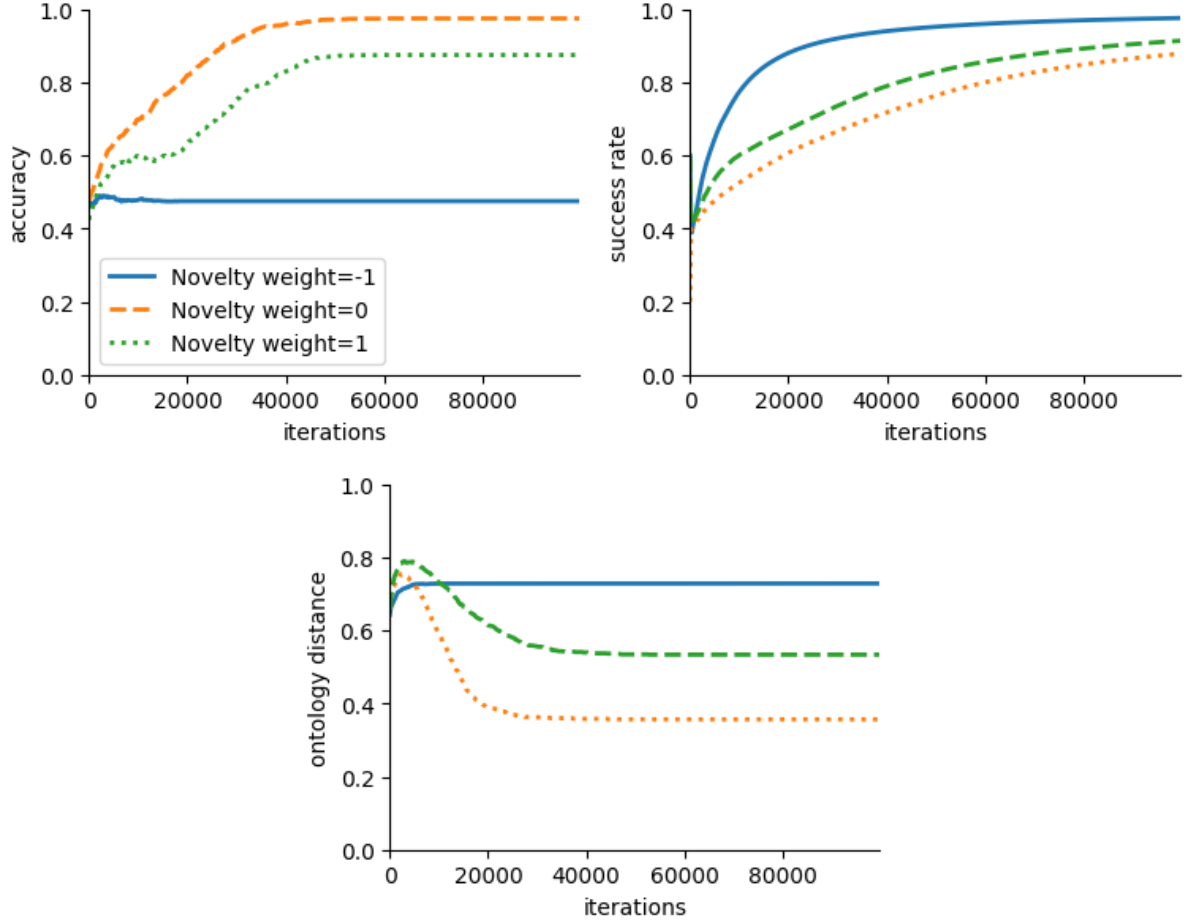 1.0
0.8
0.6
0.4
0.2
0.0
accuracy
Novelty weight=-1
Novelty weight=0
Novelty weight=1
0 20000 40000 60000 80000
iterations
1.0
0.8
0.6
0.4
0.2
0.0
success rate
0 20000 40000 60000 80000
iterations
1.0
0.8
0.6
0.4
0.2
0.0
ontology distance
0 20000 40000 60000 80000
iterations